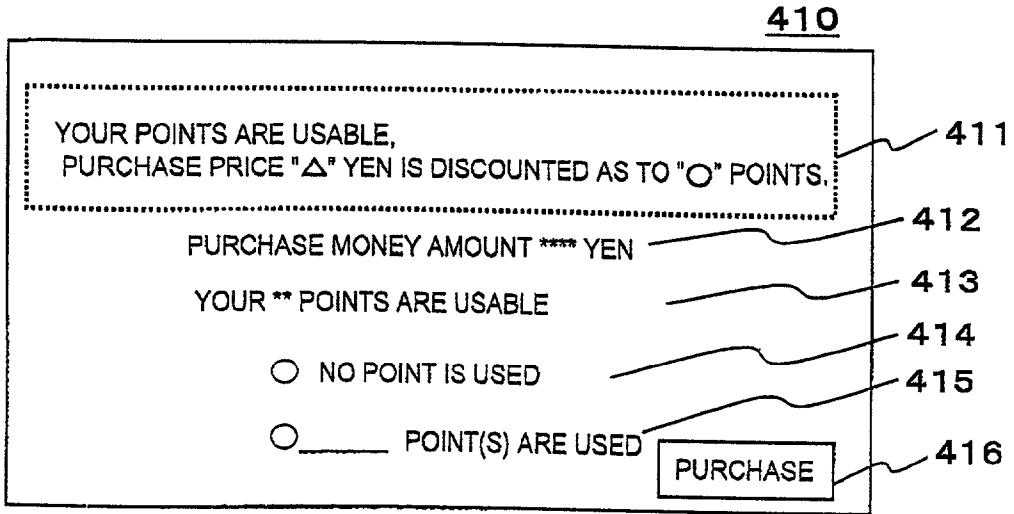 410
YOUR POINTS ARE USABLE,
PURCHASE PRICE "△" YEN IS DISCOUNTED AS TO "○" POINTS.
411
PURCHASE MONEY AMOUNT **** YEN
412
YOUR ** POINTS ARE USABLE
413
○ NO POINT IS USED
414
○______ POINT(S) ARE USED
415
PURCHASE
416